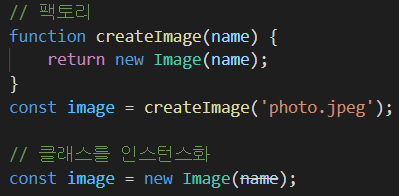 // 팩토리
function createImage(name) {
    return new Image(name);
}
const image = createImage('photo.jpeg');
// 클래스를 인스턴스화
const image = new Image(name);